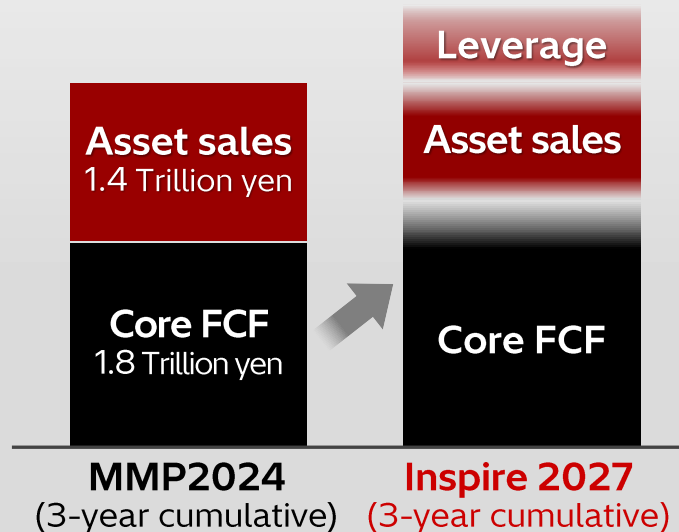 Asset sales
1.4 Trillion yen
Core FCF
1.8 Trillion yen
MMP2024
(3-year cumulative)
Leverage
Asset sales
Core FCF
Inspire 2027
(3-year cumulative)